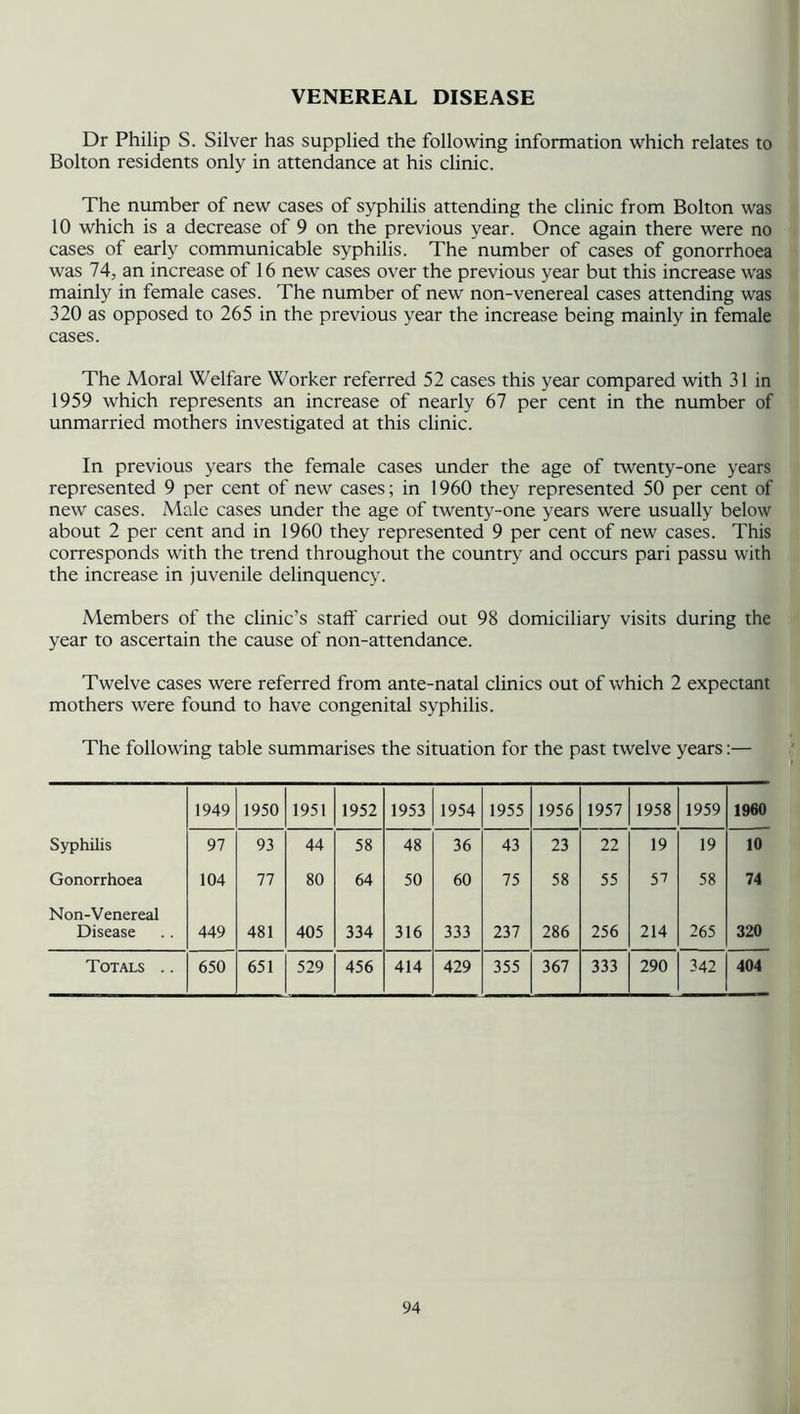 VENEREAL DISEASE
Dr Philip S. Silver has supplied the following information which relates to
Bolton residents only in attendance at his clinic.
The number of new cases of syphilis attending the clinic from Bolton was
10 which is a decrease of 9 on the previous year. Once again there were no
cases of early communicable syphilis. The number of cases of gonorrhoea
was 74, an increase of 16 new cases over the previous year but this increase was
mainly in female cases. The number of new non-venereal cases attending was
320 as opposed to 265 in the previous year the increase being mainly in female
cases.
The Moral Welfare Worker referred 52 cases this year compared with 31 in
1959 which represents an increase of nearly 67 per cent in the number of
unmarried mothers investigated at this clinic.
In previous years the female cases under the age of twenty-one years
represented 9 per cent of new cases; in 1960 they represented 50 per cent of
new cases. Male cases under the age of twenty-one years were usually below
about 2 per cent and in 1960 they represented 9 per cent of new cases. This
corresponds with the trend throughout the country and occurs pari passu with
the increase in juvenile delinquency.
Members of the clinic's staff carried out 98 domiciliary visits during the
year to ascertain the cause of non-attendance.
Twelve cases were referred from ante-natal clinics out of which 2 expectant
mothers were found to have congenital syphilis.
The following table summarises the situation for the past twelve years:—
1949 1950 1951 1952 1953 1954 1955 1956 1957 1958 1959 1960
Syphilis 97 93 44 58 48 36 43 23 22 19 19 10
Gonorrhoea 104 77 80 64 50 60 75 58 55 57 58 74
Non-Venereal
Disease .. 449 481 405 334 316 333 237 286 256 214 265 320
TOTALS .. 650 651 529 456 414 429 355 367 333 290 342 404
94